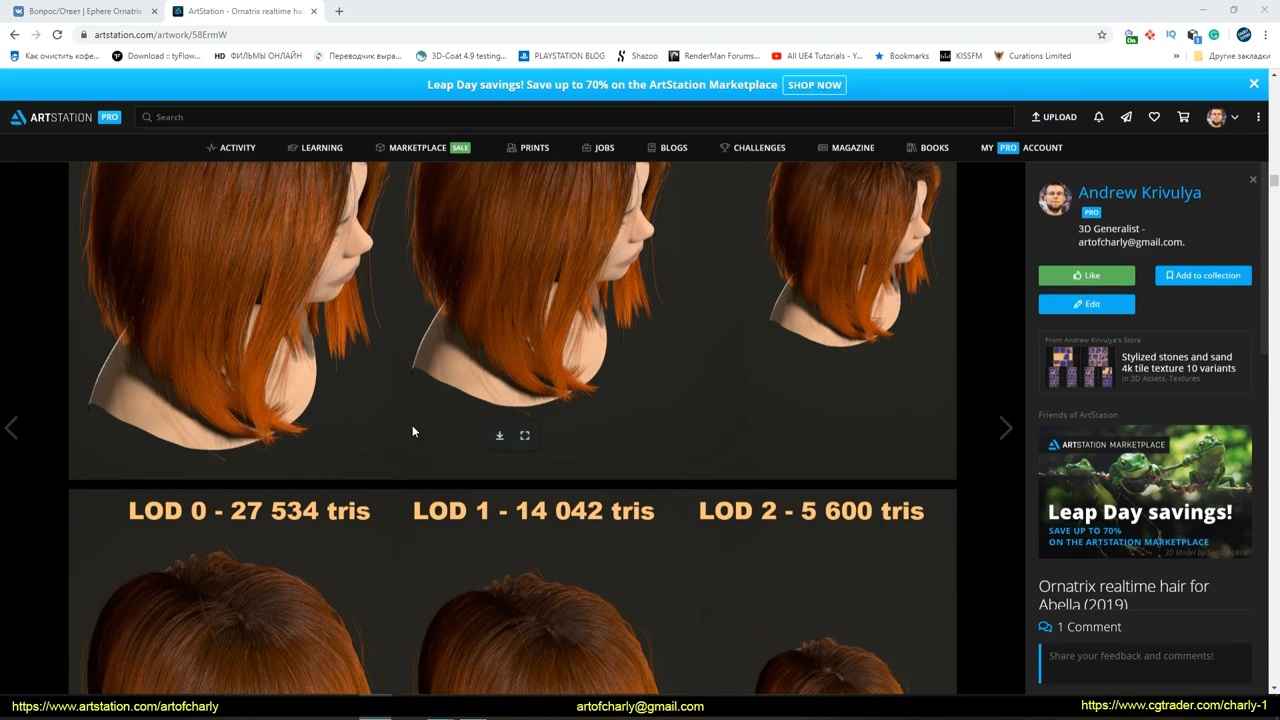 Вопрос/Ответ | Ephere Ornatrix
ArtStation - Ornatrix realtime ha
artstation.com/artwork/58ErmW
On
Как очистить кофе...
Download :: tyFlow...
HD ФИЛЬМЫ ОНЛАЙН
Переводчик выра...
3D-Coat 4.9 testing...
PLAYSTATION BLOG
Shazoo
RenderMan Forums...
All UE4 Tutorials - Y...
Bookmarks
KISSFM
Curations Limited
»
Другие закладки
Leap Day savings! Save up to 70% on the ArtStation Marketplace
SHOP NOW
ARTSTATION PRO
Search
UPLOAD
ACTIVITY
LEARNING
MARKETPLACE SALE
PRINTS
JOBS
BLOGS
CHALLENGES
MAGAZINE
BOOKS
MY PRO ACCOUNT
Andrew Krivulya
PRO
3D Generalist -
artofcharly@gmail.com.
Like
Add to collection
Edit
From Andrew Krivulya's Store
Stylized stones and sand
4k tile texture 10 variants
in 3D Assets, Textures
Friends of ArtStation
ARTSTATION MARKETPLACE
Leap Day savings!
SAVE UP TO 70%
ON THE ARTSTATION MARKETPLACE
LOD 0 - 27 534 tris
LOD 1 - 14 042 tris
LOD 2 - 5 600 tris
Ornatrix realtime hair for
Abella (2019)
1 Comment
Share your feedback and comments!
https://www.artstation.com/artofcharly
artofcharly@gmail.com
https://www.cgtrader.com/charly-1